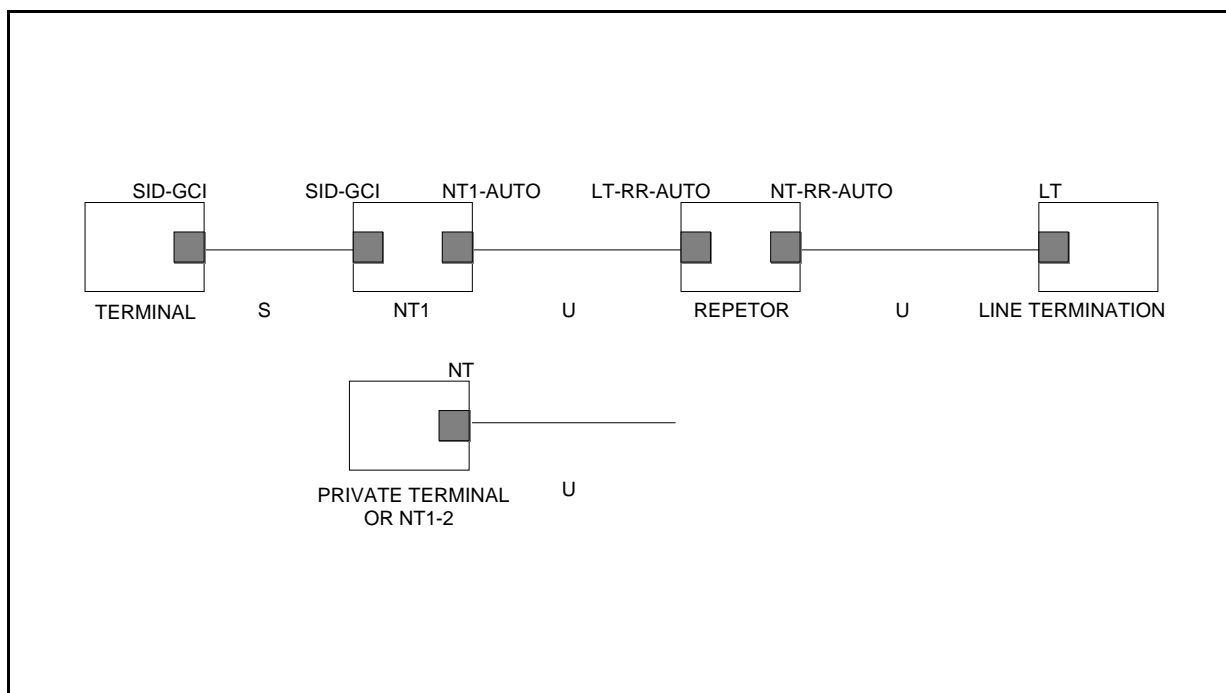 SID-GCI SID-GCI NT1-AUTO LT-RR-AUTO NT-RR-AUTO LT
TERMINAL S NT1 U REPETOR U LINE TERMINATION
NT
PRIVATE TERMINAL U
OR NT1-2